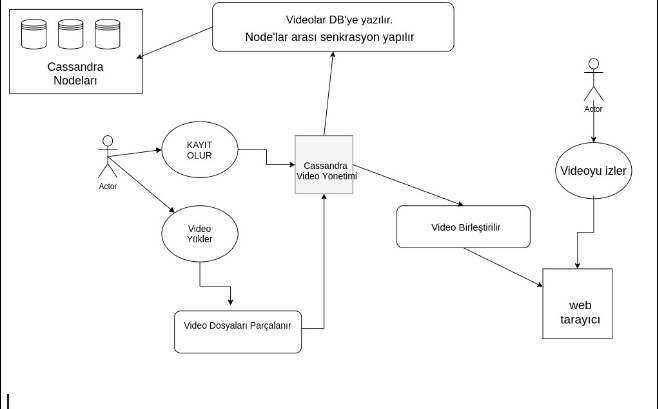 Videolar DB'ye yazılır.
Node'lar arası senkrasyon yapılır
Cassandra
Nodeları
Actor
KAYIT
OLUR
Cassandra
Video Yönetimi
Actor
Videoyu izler
Video
Yükler
Video Birleştirilir
Video Dosyaları Parçalanır
web
tarayıcı